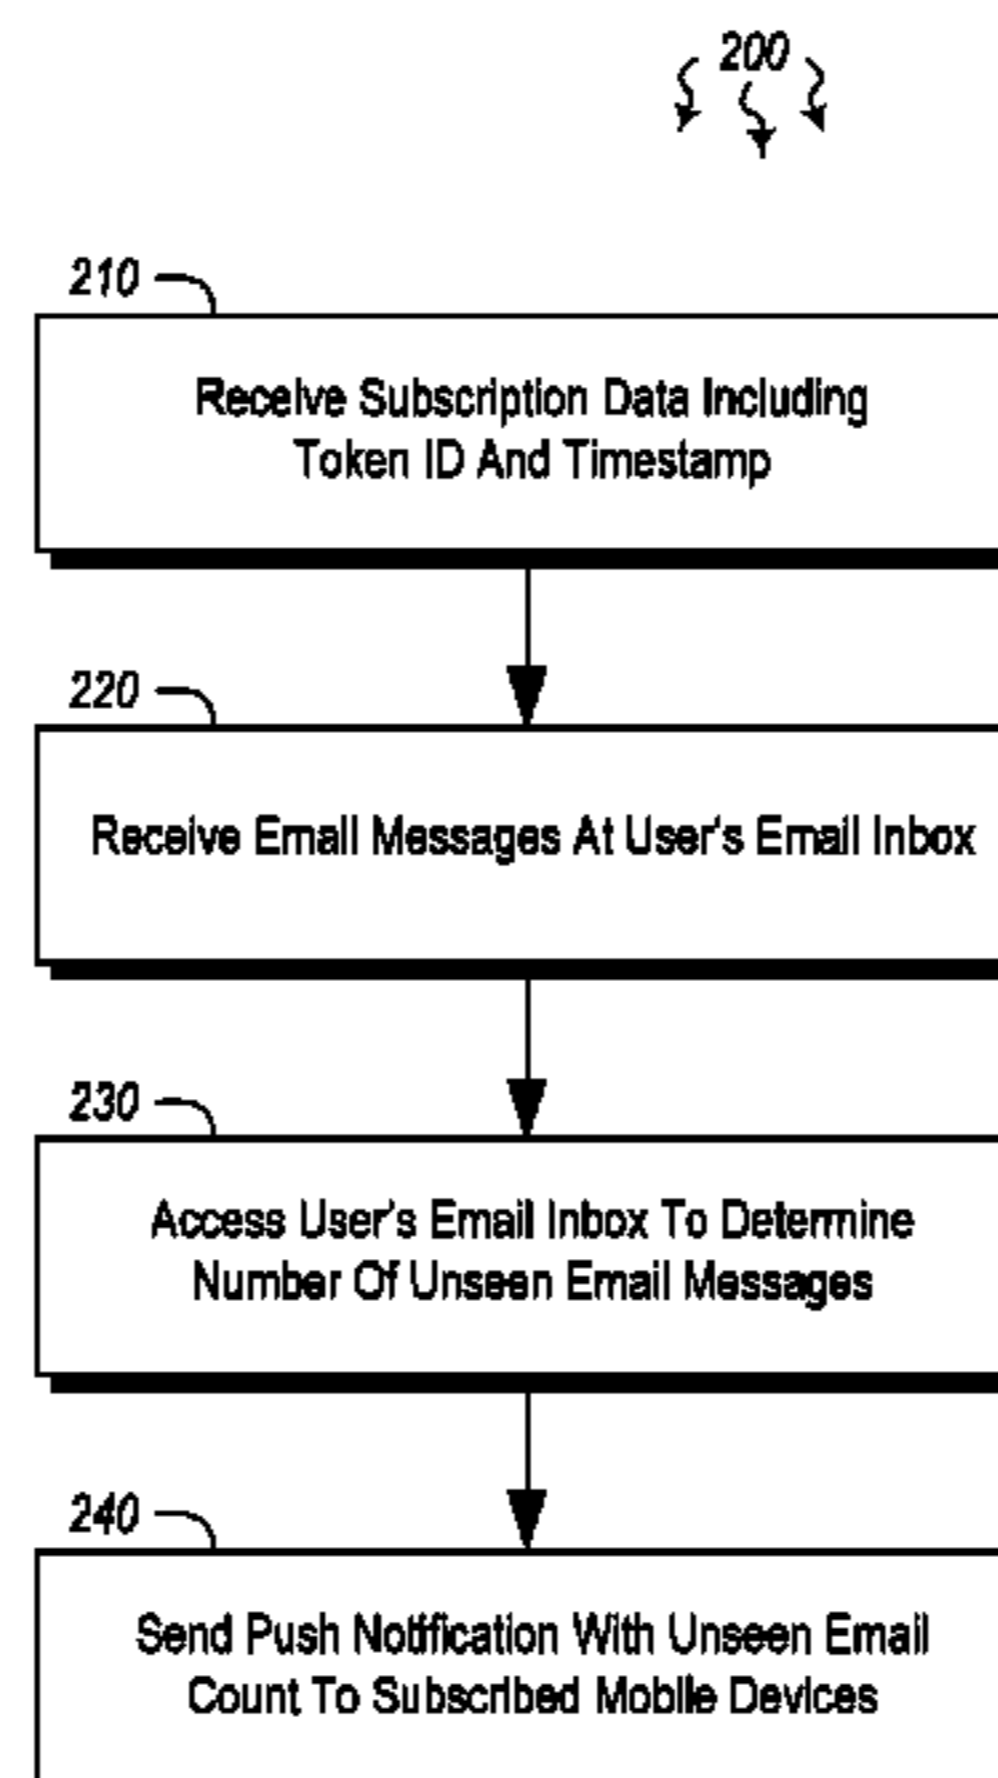 200
210
Receive Subscription Data Including
Token ID And Timestamp
220
Receive Email Messages At User's Email Inbox
230
Access User's Email Inbox To Determine
Number Of Unseen Email Messages
240
Send Push Notification With Unseen Email
Count To Subscribed Mobile Devices